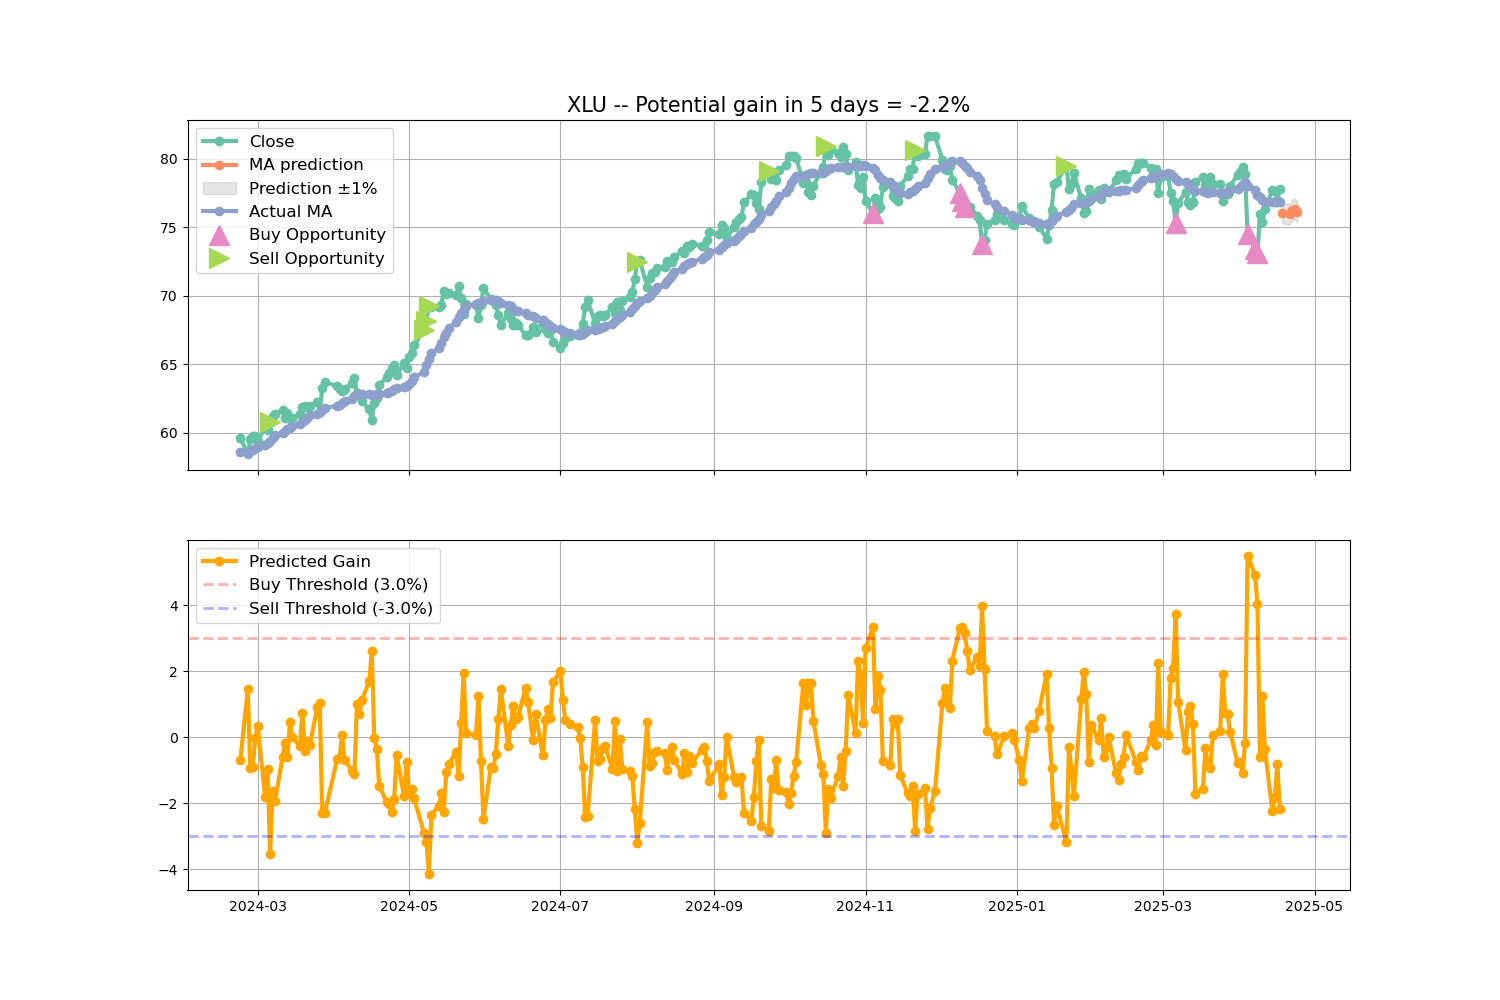 XLU -- Potential gain in 5 days = -2.2%
Close
MA prediction
Prediction ±1%
Actual MA
Buy Opportunity
Sell Opportunity
80
75
70
65
60
Predicted Gain
Buy Threshold (3.0%)
Sell Threshold (-3.0%)
4
2
0
−2
−4
2024-03
2024-05
2024-07
2024-09
2024-11
2025-01
2025-03
2025-05